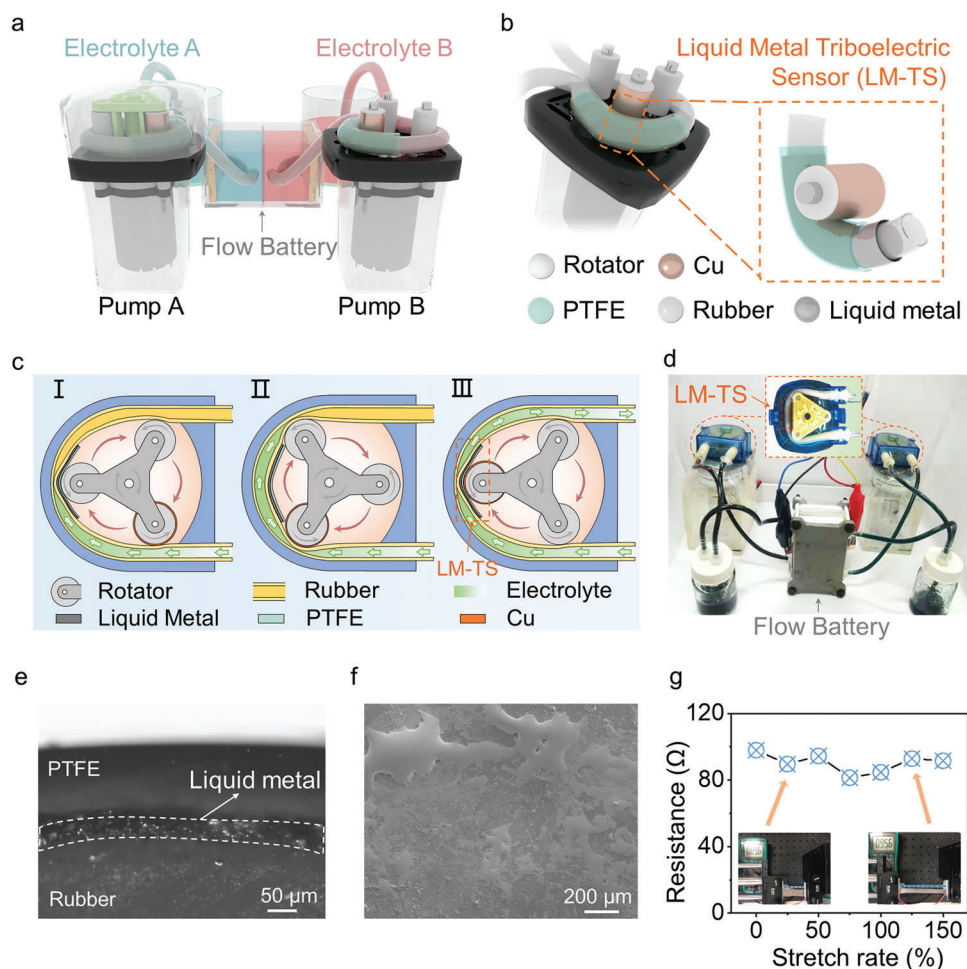 a
Electrolyte A
Electrolyte B
Flow Battery
Pump A
Pump B
b
Liquid Metal Triboelectric
Sensor (LM-TS)
Rotator
Cu
PTFE
Rubber
Liquid metal
c
I
II
III
LM-TS
Rotator
Rubber
Electrolyte
Liquid Metal
PTFE
Cu
d
LM-TS
Flow Battery
e
PTFE
Liquid metal
Rubber
50 μm
f
200 μm
g
Resistance (Ω)
120
80
40
0
0
50
100
150
Stretch rate (%)